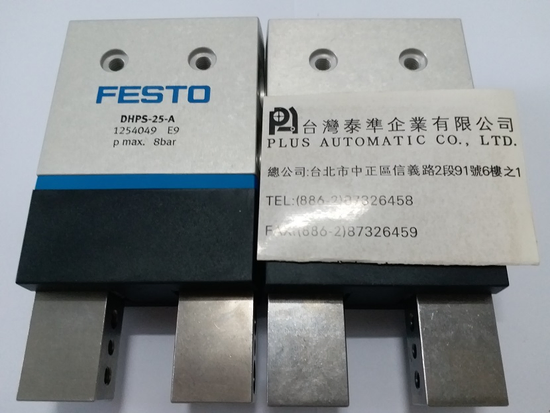 FESTO
DHPS-25-A
1254049 E9
p max. 8bar
PA
台灣泰準企業有限公司
PLUS AUTOMATIC CO., LTD.
總公司:台北市中正區信義路2段91號6樓之1
TEL:(886-2)87326458
FAX:(886-2)87326459